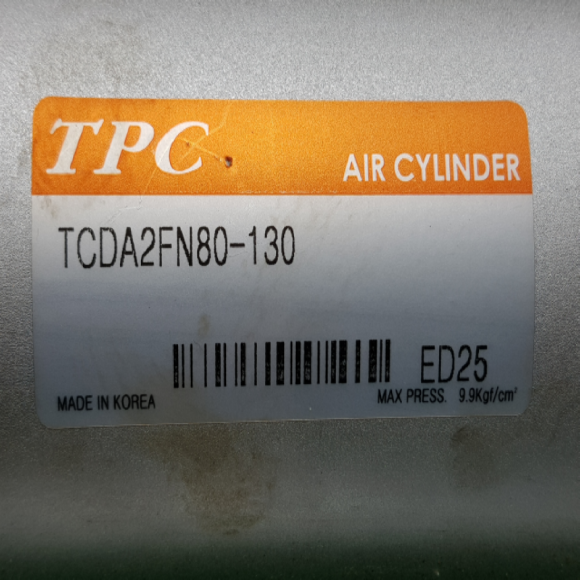 TPC
AIR CYLINDER
TCDA2FN80-130
ED25
MADE IN KOREA
MAX PRESS. 9.9Kgf/cm²